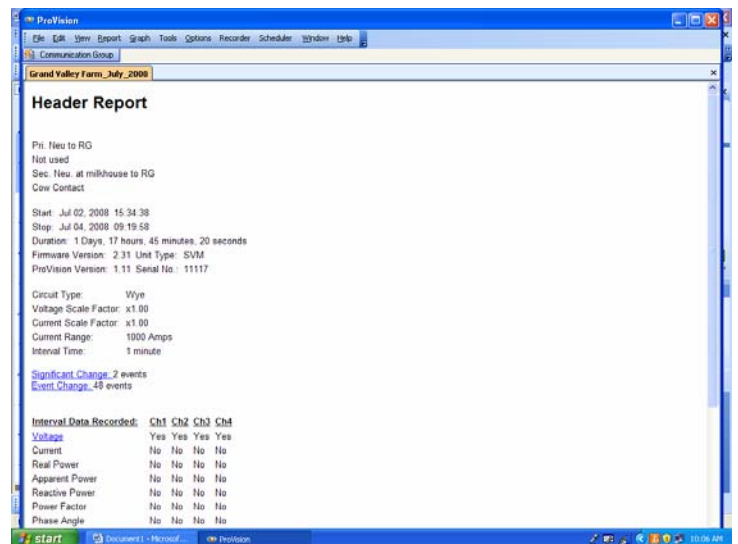 ProVision
File Edit View Report Graph Tools Options Recorder Scheduler Window Help
Communication Group
Grand Valley Farm_July_2008
Header Report
Pri. Neu to RG
Not used
Sec. Neu. at milkhouse to RG
Cow Contact
Start: Jul 02, 2008 15:34:38
Stop: Jul 04, 2008 09:19:58
Duration: 1 Days, 17 hours, 45 minutes, 20 seconds
Firmware Version: 2.31 Unit Type: SVM
ProVision Version: 1.11 Serial No.: 11117
Circuit Type: Wye
Voltage Scale Factor: x1.00
Current Scale Factor: x1.00
Current Range: 1000 Amps
Interval Time: 1 minute
Significant Change: 2 events
Event Change: 48 events
Interval Data Recorded: Ch1 Ch2 Ch3 Ch4
Voltage Yes Yes Yes Yes
Current No No No No
Real Power No No No No
Apparent Power No No No No
Reactive Power No No No No
Power Factor No No No No
Phase Angle No No No No
start Document1 - Microsof... ProVision 10:06 AM